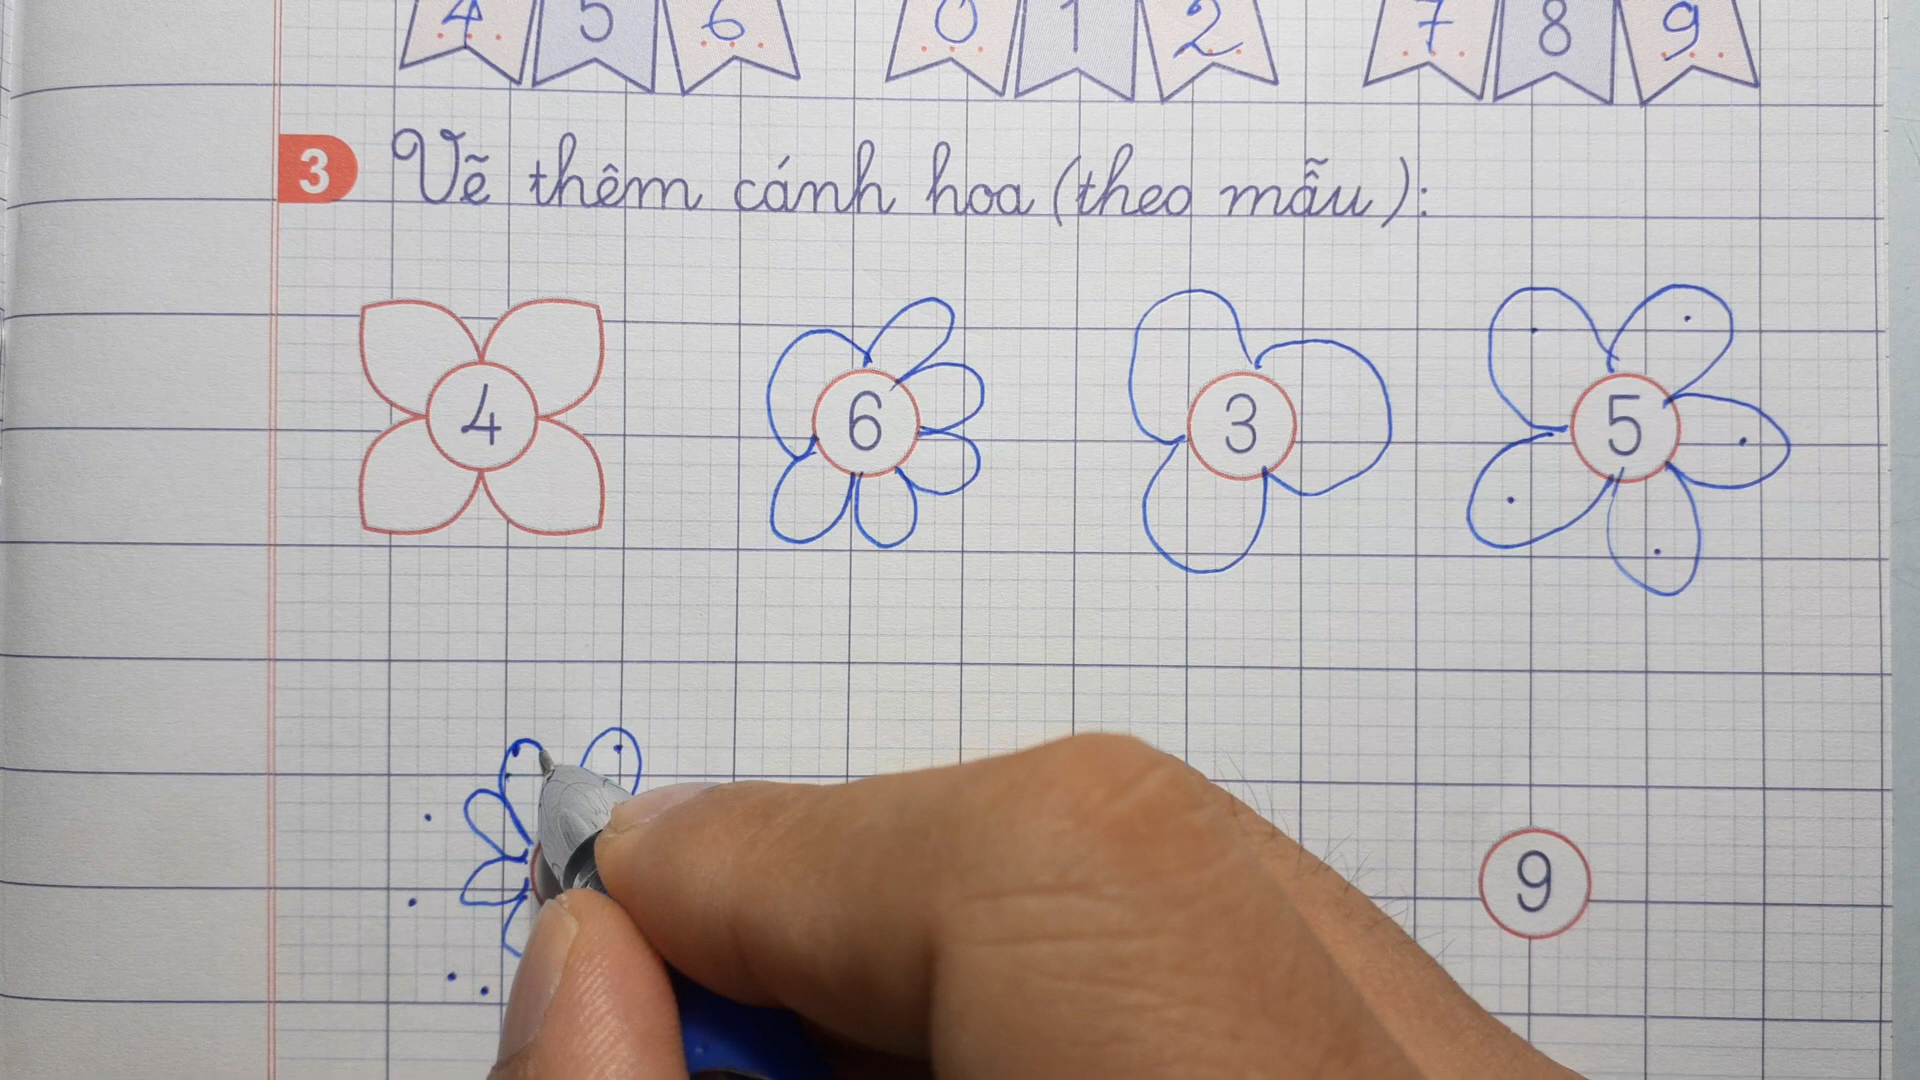 4 5 6 0 1 2 7 8 9
3 Vẽ thêm cánh hoa (theo mẫu):
4 6 3 5
9